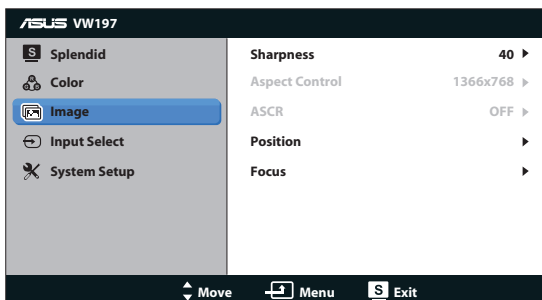 ASUS VW197
S Splendid
Color
Image
Input Select
System Setup
Sharpness 40
Aspect Control 1366x768
ASCR OFF
Position
Focus
Move Menu S Exit